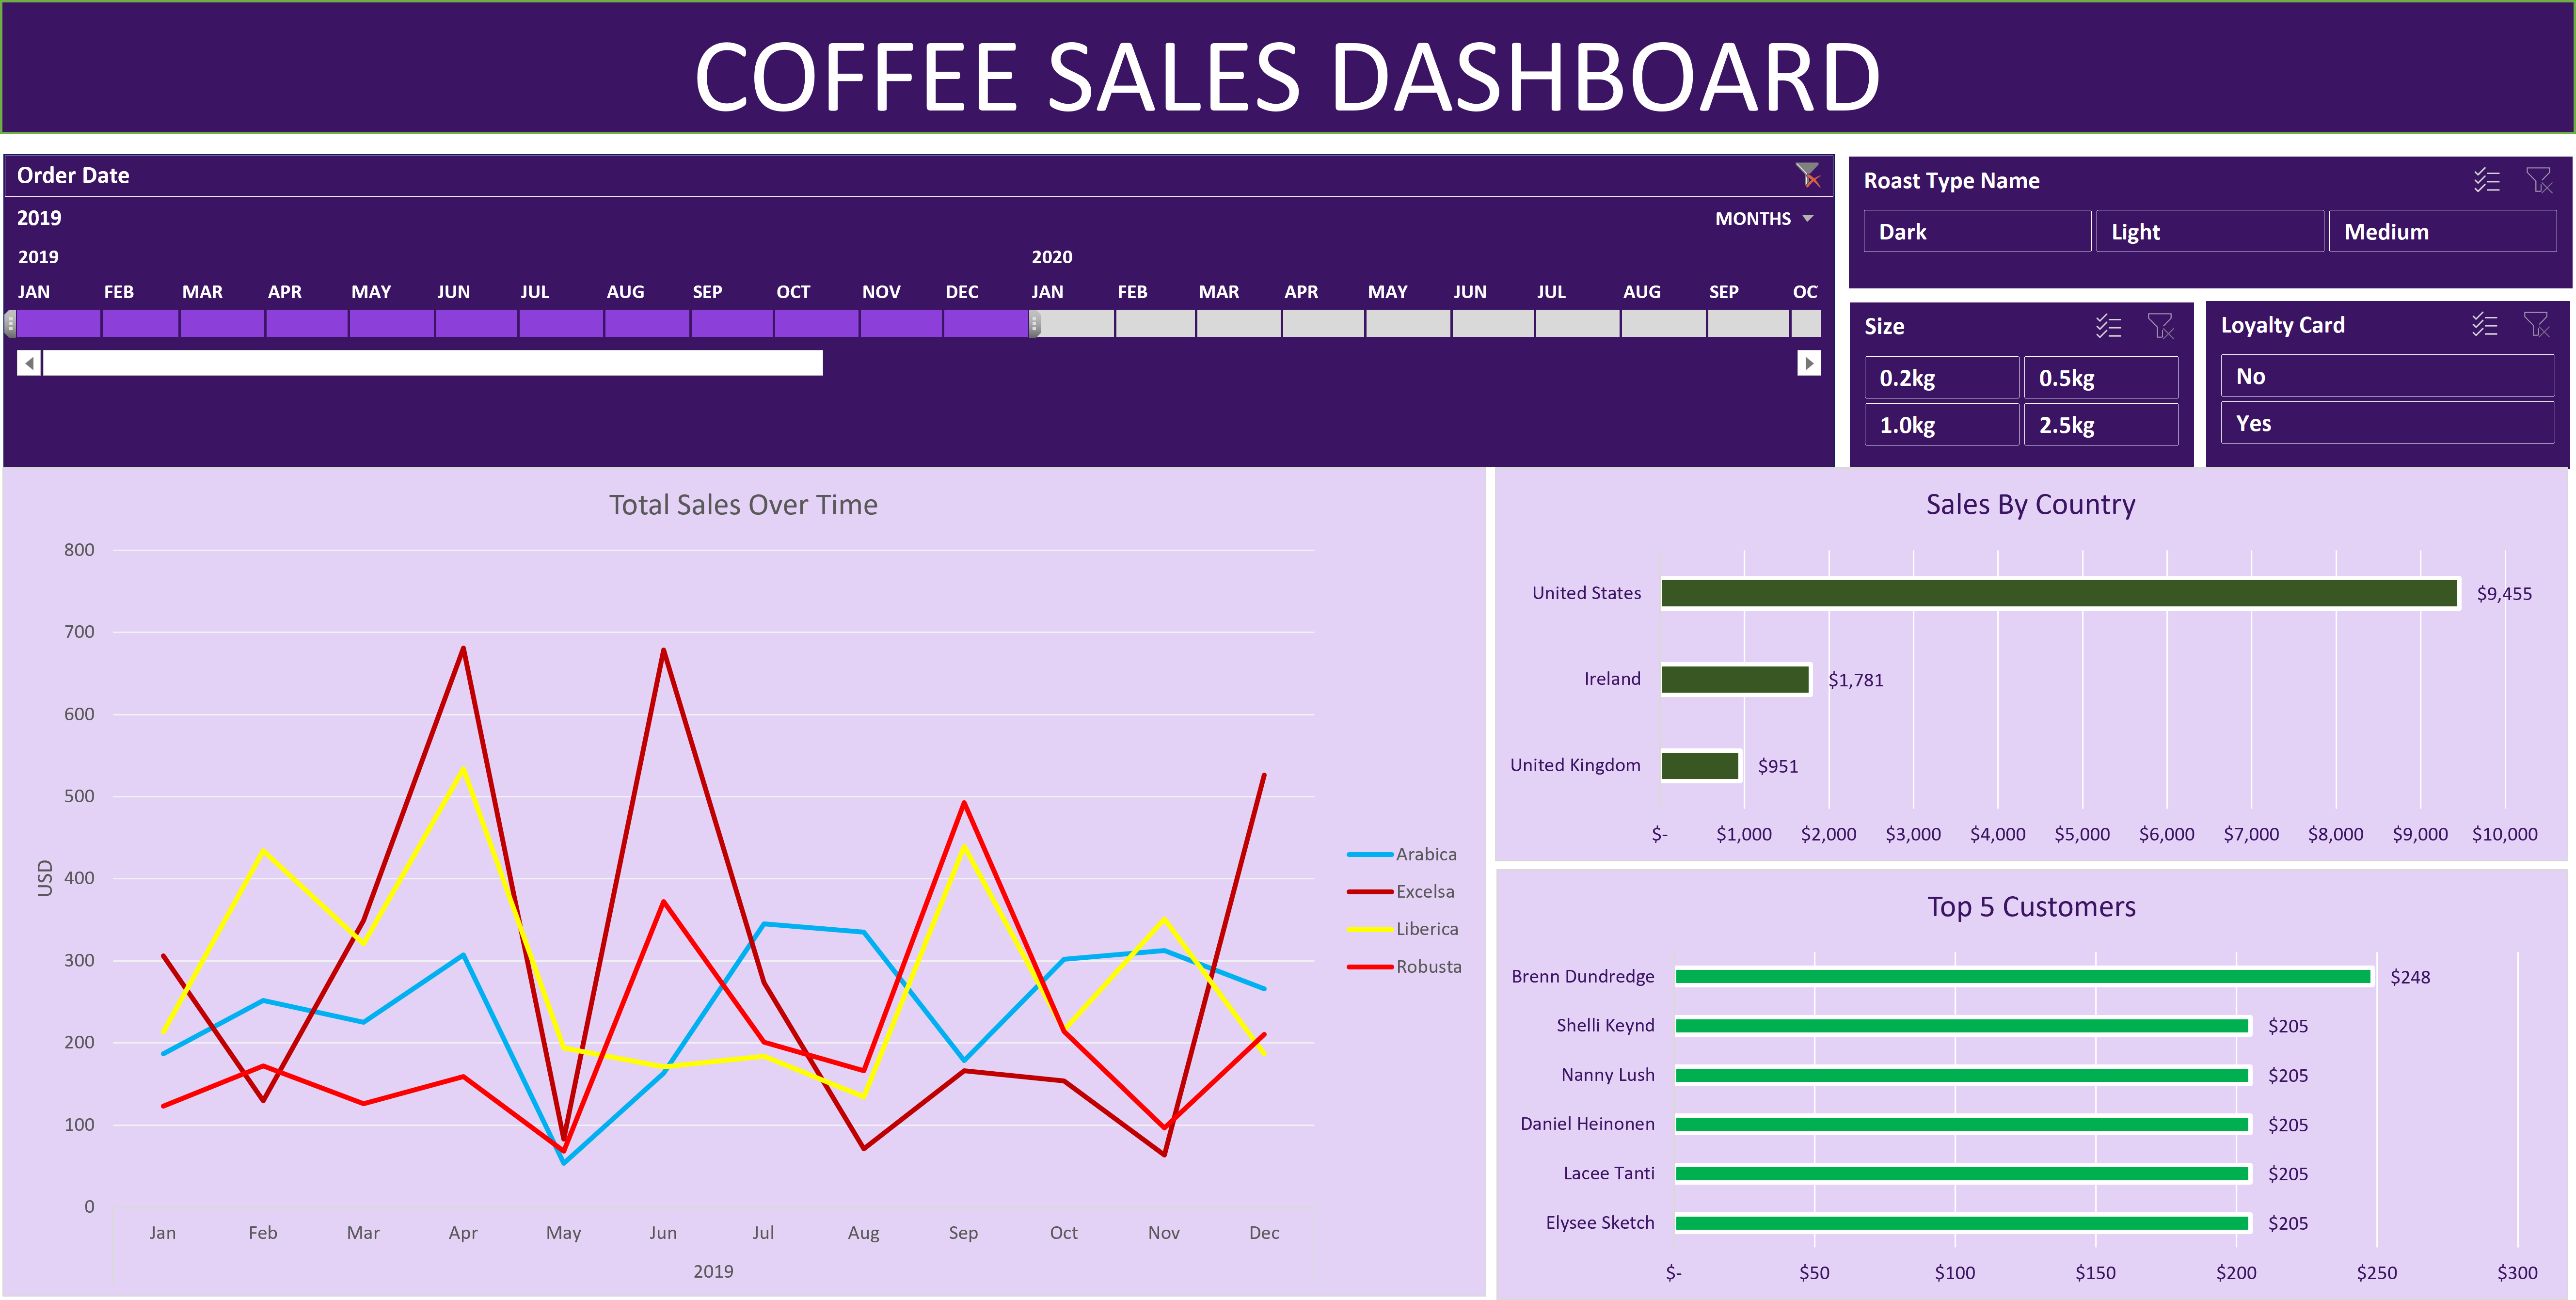 COFFEE SALES DASHBOARD
Order Date
2019
MONTHS
2019 2020
JAN FEB MAR APR MAY JUN JUL AUG SEP OCT NOV DEC JAN FEB MAR APR MAY JUN JUL AUG SEP OC
Roast Type Name
Dark Light Medium
Size
0.2kg 0.5kg
1.0kg 2.5kg
Loyalty Card
No
Yes
Total Sales Over Time
800
700
600
500
400
300
200
100
0
USD
Jan Feb Mar Apr May Jun Jul Aug Sep Oct Nov Dec
2019
Arabica
Excelsa
Liberica
Robusta
Sales By Country
United States $9,455
Ireland $1,781
United Kingdom $951
$- $1,000 $2,000 $3,000 $4,000 $5,000 $6,000 $7,000 $8,000 $9,000 $10,000
Top 5 Customers
Brenn Dundredge $248
Shelli Keynd $205
Nanny Lush $205
Daniel Heinonen $205
Lacee Tanti $205
Elysee Sketch $205
$- $50 $100 $150 $200 $250 $300